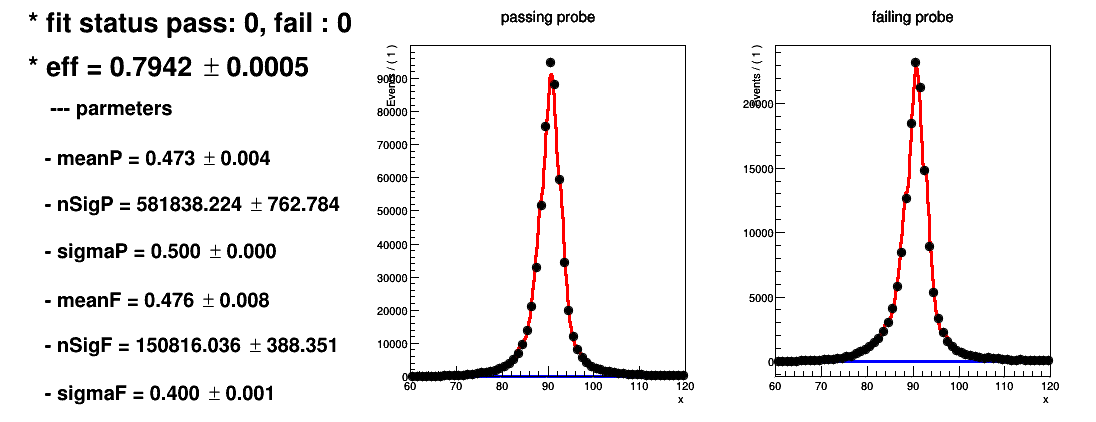 * fit status pass: 0, fail : 0
* eff = 0.7942 ± 0.0005
--- parmeters
- meanP = 0.473 ± 0.004
- nSigP = 581838.224 ± 762.784
- sigmaP = 0.500 ± 0.000
- meanF = 0.476 ± 0.008
- nSigF = 150816.036 ± 388.351
- sigmaF = 0.400 ± 0.001
passing probe
Events / ( 1 )
90000
80000
70000
60000
50000
40000
30000
20000
10000
0
60 70 80 90 100 110 120
x
failing probe
Events / ( 1 )
20000
15000
10000
5000
0
60 70 80 90 100 110 120
x